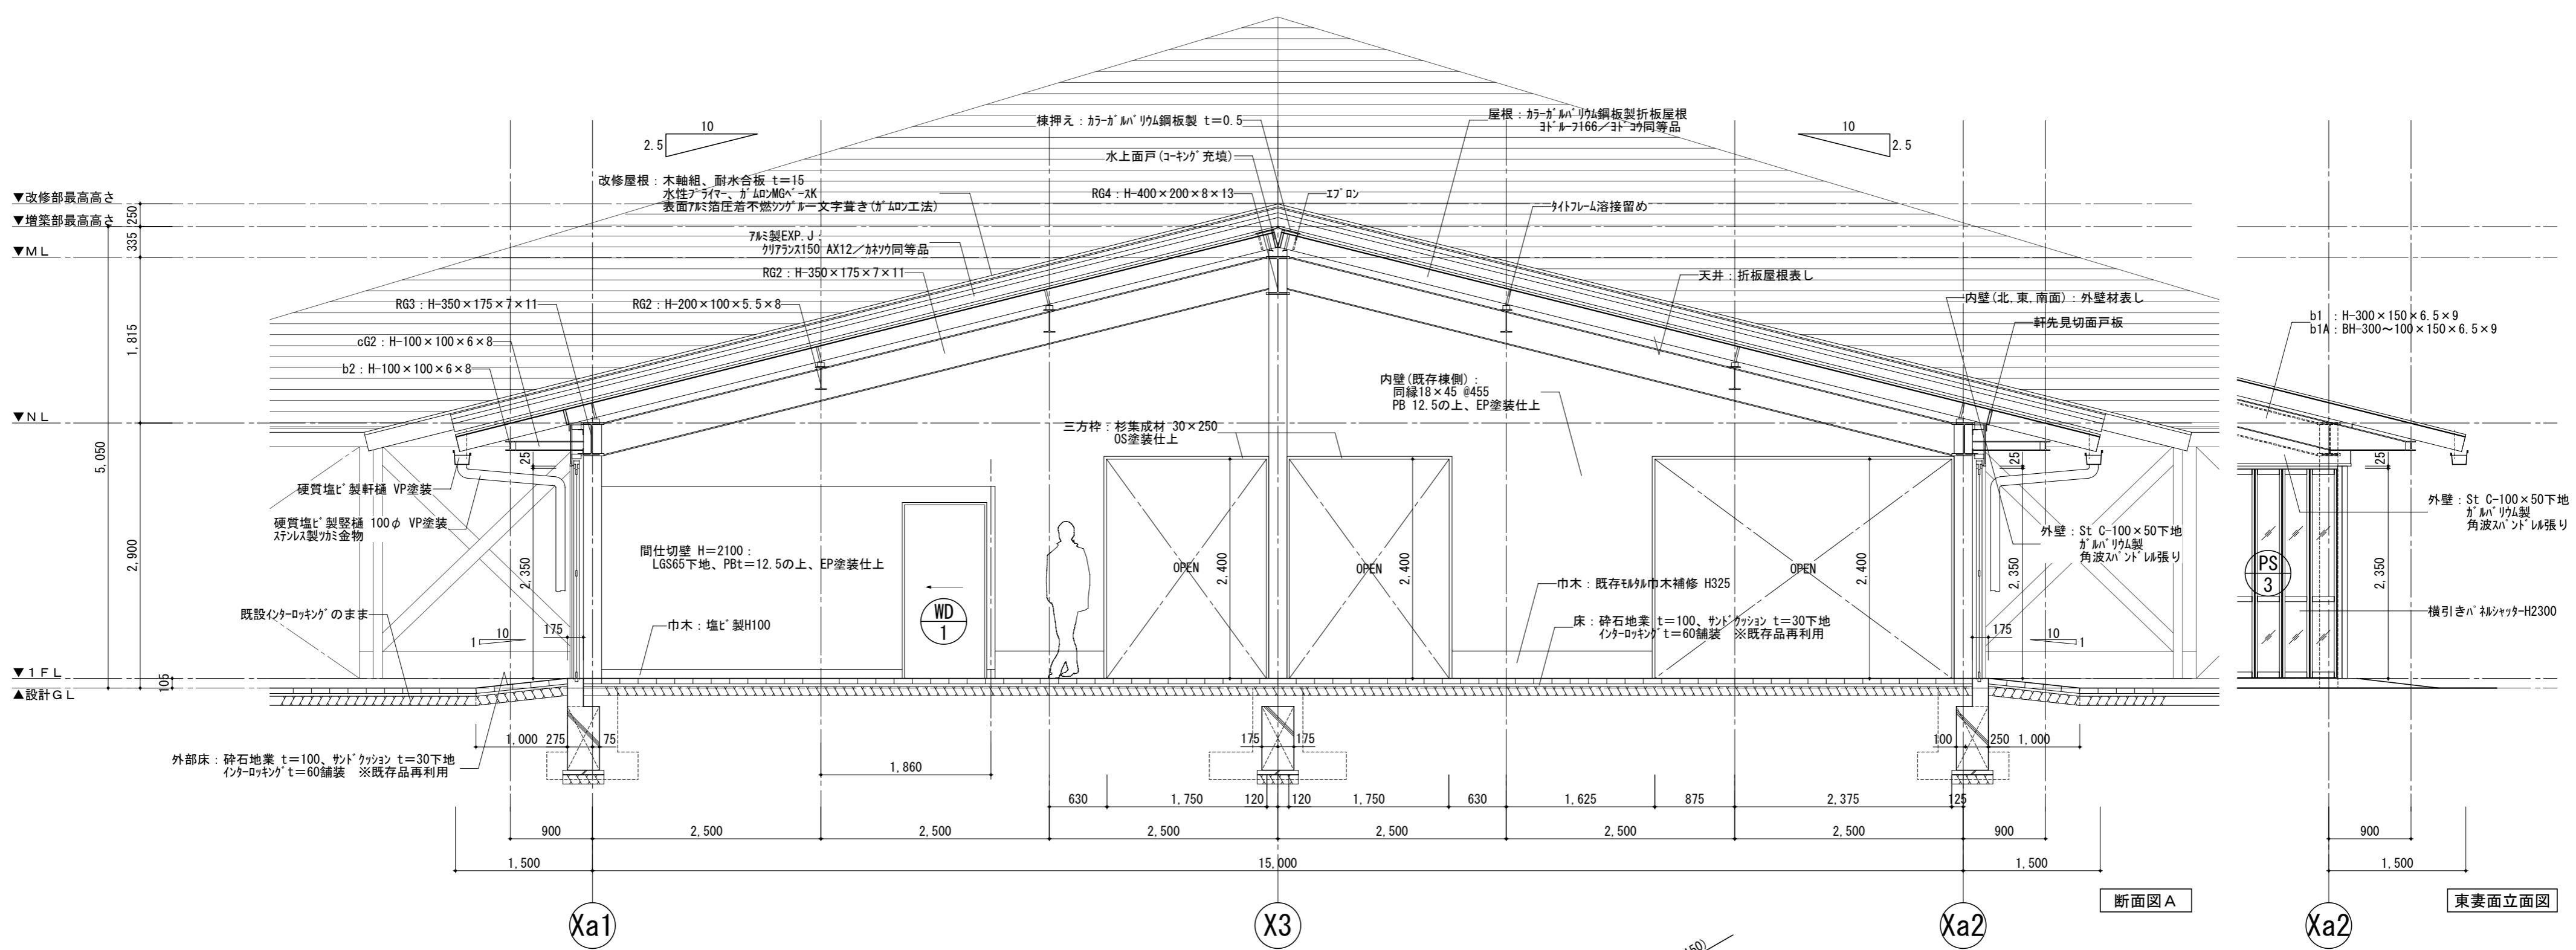 10
2.5
棟押え：カラーガルバリウム鋼板製 t=0.5
屋根：カラーガルバリウム鋼板製折板屋根
ヨドルーフ166／ヨドコウ同等品
10
2.5
水上面戸(コーキング充填)
改修屋根：木軸組、耐水合板 t=15
水性プライマー、ガムロンMGベースK
表面アルミ箔圧着不燃シングル一文字葺き(ガムロン工法)
RG4：H-400×200×8×13
エプロン
タイトフレーム溶接留め
▼改修部最高高さ
250
▼増築部最高高さ
335
▼ML
アルミ製EXP.J：
クリアランス150 AX12／カネソウ同等品
RG2：H-350×175×7×11
天井：折板屋根表し
RG3：H-350×175×7×11
RG2：H-200×100×5.5×8
内壁(北,東,南面)：外壁材表し
軒先見切面戸板
b1 ：H-300×150×6.5×9
b1A：BH-300〜100×150×6.5×9
1,815
cG2：H-100×100×6×8
b2：H-100×100×6×8
内壁(既存棟側)：
同縁18×45 @455
PB 12.5の上、EP塗装仕上
▼NL
三方枠：杉集成材 30×250
OS塗装仕上
5,050
25
25
25
硬質塩ビ製軒樋 VP塗装
硬質塩ビ製竪樋 100φ VP塗装
ステンレス製ツカミ金物
外壁：St C-100×50下地
ガルバリウム製
角波スパンドレル張り
外壁：St C-100×50下地
ガルバリウム製
角波スパンドレル張り
2,900
間仕切壁 H=2100：
LGS65下地、PBt=12.5の上、EP塗装仕上
2,350
OPEN
2,400
OPEN
2,400
OPEN
2,400
2,350
PS
3
2,350
巾木：既存モルタル巾木補修 H325
既設インターロッキングのまま
WD
1
横引きパネルシャッターH2300
巾木：塩ビ製H100
床：砕石地業 t=100、サンドクッション t=30下地
インターロッキングt=60舗装　※既存品再利用
10
1
175
175
10
1
▼1FL
105
▲設計GL
1,000
275
75
175
175
100
250
1,000
外部床：砕石地業 t=100、サンドクッション t=30下地
インターロッキングt=60舗装　※既存品再利用
1,860
630
1,750
120
120
1,750
630
1,625
875
2,375
125
900
2,500
2,500
2,500
2,500
2,500
2,500
900
900
1,500
15,000
1,500
1,500
断面図A
東妻面立面図
Xa1
X3
Xa2
Xa2